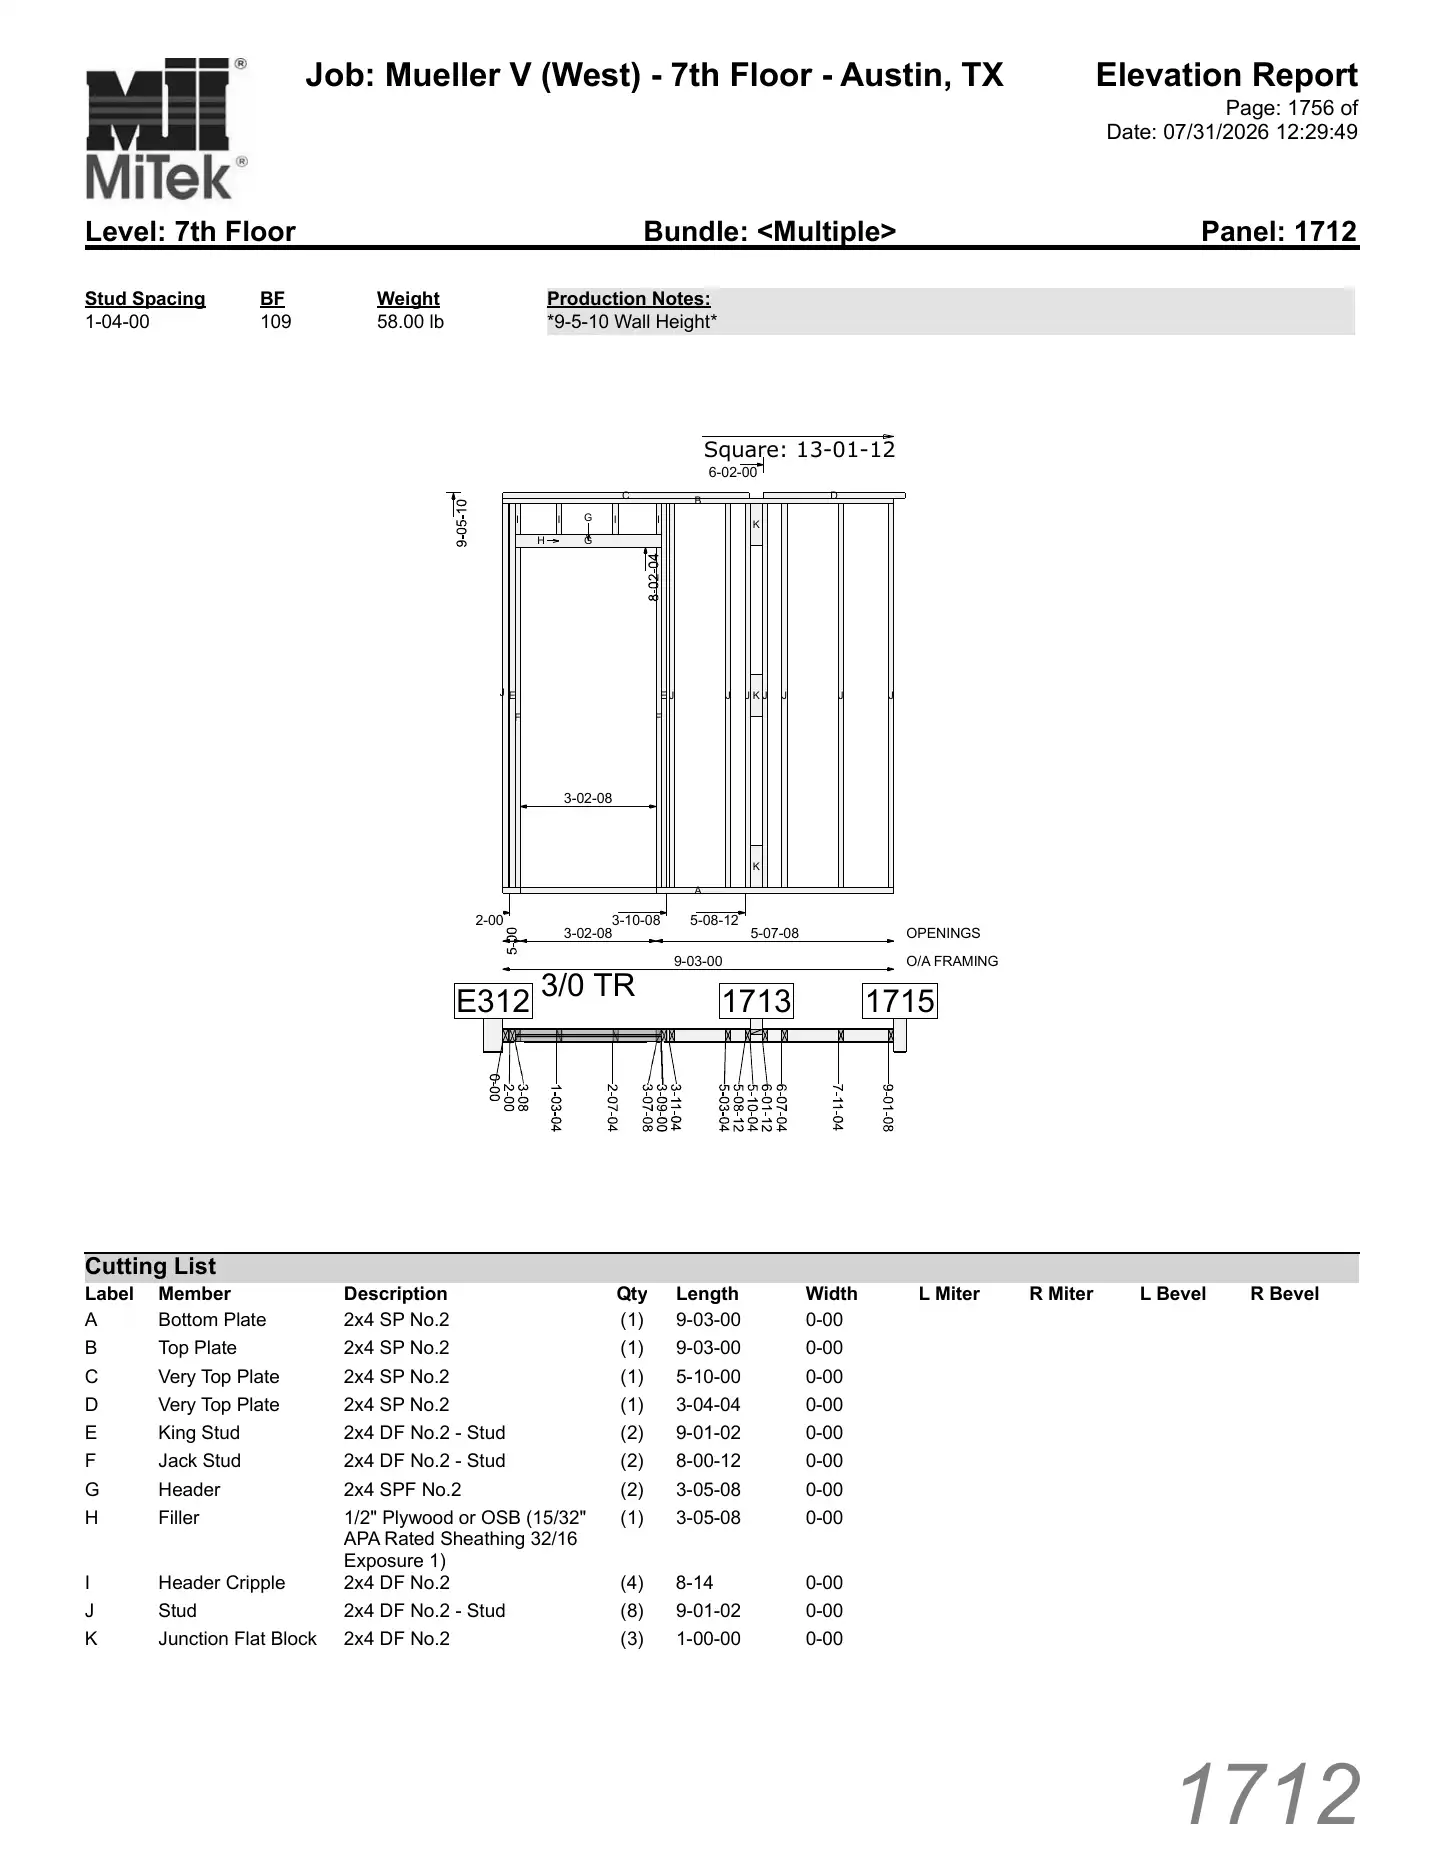 MiTek®
Job: Mueller V (West) - 7th Floor - Austin, TX
Elevation Report
Page: 1756 of
Date: 07/31/2026 12:29:49
Level: 7th Floor Bundle: <Multiple> Panel: 1712
Stud Spacing BF Weight Production Notes:
1-04-00 109 58.00 lb *9-5-10 Wall Height*
Square: 13-01-12
6-02-00
C B D
9-05-10
I I G I I K
H G
8-02-04
J E E J J J K J J J J
F F
3-02-08
K
A
2-00 3-10-08 5-08-12
5-00 3-02-08 5-07-08 OPENINGS
9-03-00 O/A FRAMING
E312 3/0 TR 1713 1715
0-00 2-00 3-08 1-03-04 2-07-04 3-07-08 3-09-00 3-11-04 5-03-04 5-08-12 5-10-04 6-01-12 6-07-04 7-11-04 9-01-08
Cutting List
Label Member Description Qty Length Width L Miter R Miter L Bevel R Bevel
A Bottom Plate 2x4 SP No.2 (1) 9-03-00 0-00
B Top Plate 2x4 SP No.2 (1) 9-03-00 0-00
C Very Top Plate 2x4 SP No.2 (1) 5-10-00 0-00
D Very Top Plate 2x4 SP No.2 (1) 3-04-04 0-00
E King Stud 2x4 DF No.2 - Stud (2) 9-01-02 0-00
F Jack Stud 2x4 DF No.2 - Stud (2) 8-00-12 0-00
G Header 2x4 SPF No.2 (2) 3-05-08 0-00
H Filler 1/2" Plywood or OSB (15/32" (1) 3-05-08 0-00
APA Rated Sheathing 32/16
Exposure 1)
I Header Cripple 2x4 DF No.2 (4) 8-14 0-00
J Stud 2x4 DF No.2 - Stud (8) 9-01-02 0-00
K Junction Flat Block 2x4 DF No.2 (3) 1-00-00 0-00
1712